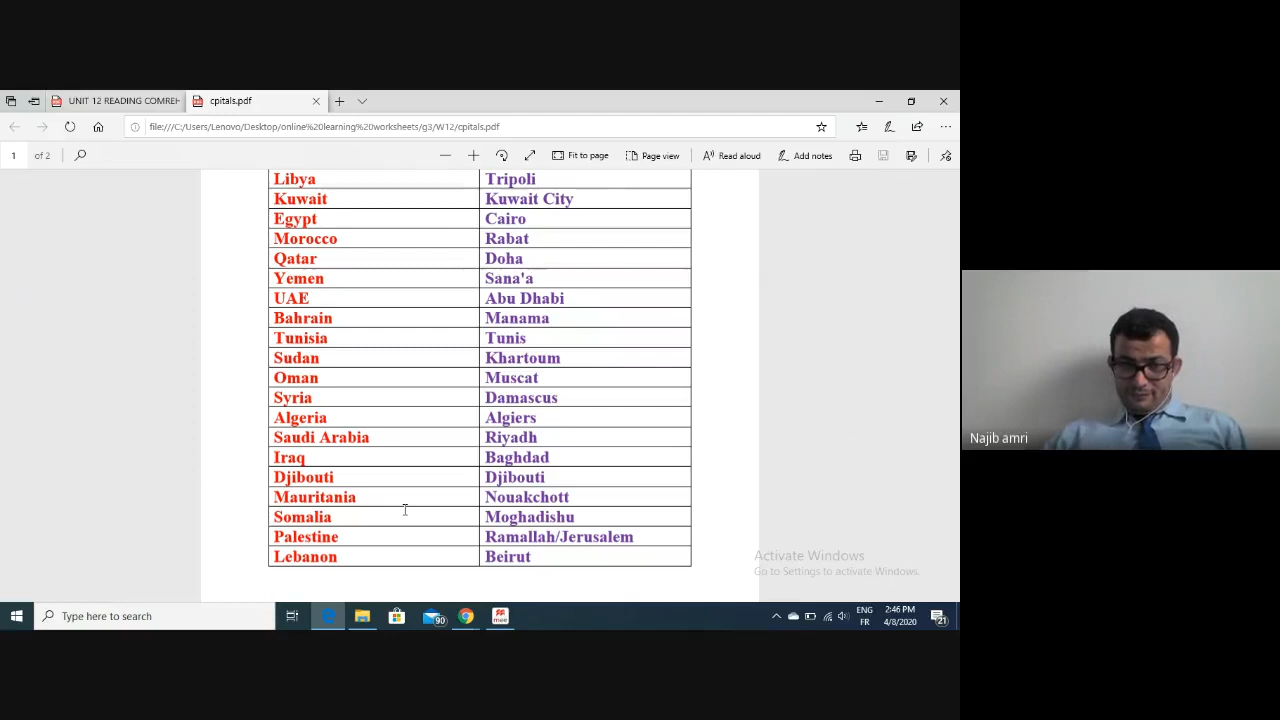 UNIT 12 READING COMREH
cpitals.pdf
file:///C:/Users/Lenovo/Desktop/online%20learning%20worksheets/g3/W12/cpitals.pdf
1 of 2 Fit to page Page view Read aloud Add notes
Libya Tripoli
Kuwait Kuwait City
Egypt Cairo
Morocco Rabat
Qatar Doha
Yemen Sana'a
UAE Abu Dhabi
Bahrain Manama
Tunisia Tunis
Sudan Khartoum
Oman Muscat
Syria Damascus
Algeria Algiers
Saudi Arabia Riyadh
Iraq Baghdad
Djibouti Djibouti
Mauritania Nouakchott
Somalia Moghadishu
Palestine Ramallah/Jerusalem
Lebanon Beirut
Najib amri
Activate Windows
Go to Settings to activate Windows.
Type here to search
90
ENG
FR
2:46 PM
4/8/2020
21